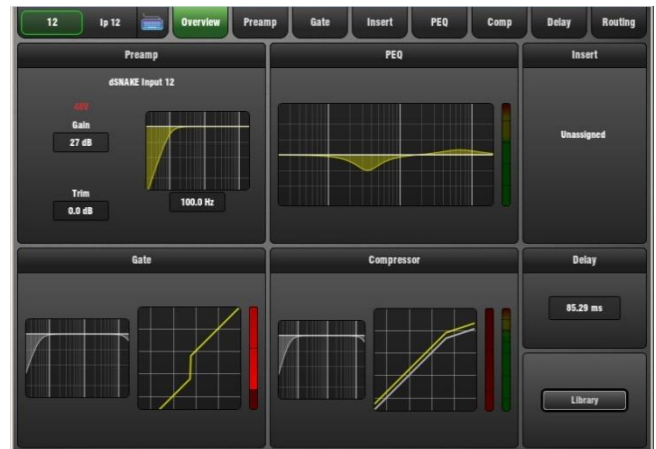 12 Ip 12 Overview Preamp Gate Insert PEQ Comp Delay Routing
Preamp
dSNAKE Input 12
48V
Gain
27 dB
Trim
0.0 dB
100.0 Hz
PEQ
Insert
Unassigned
Gate
Compressor
Delay
85.29 ms
Library